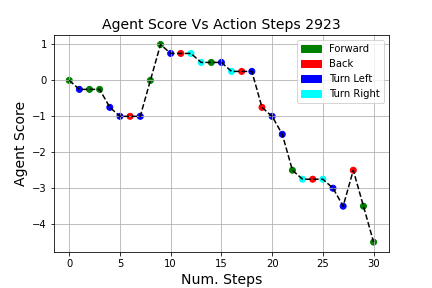 Agent Score Vs Action Steps 2923
Agent Score
1
0
−1
−2
−3
−4
Forward
Back
Turn Left
Turn Right
0 5 10 15 20 25 30
Num. Steps